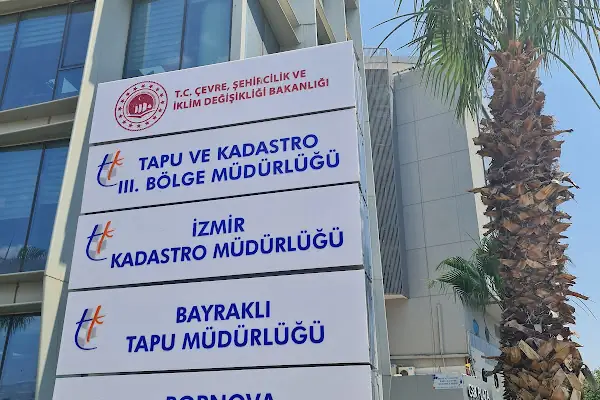 T.C. ÇEVRE, ŞEHİRCİLİK VE
İKLİM DEĞİŞİKLİĞİ BAKANLIĞI
TAPU VE KADASTRO
III. BÖLGE MÜDÜRLÜĞÜ
İZMİR
KADASTRO MÜDÜRLÜĞÜ
BAYRAKLI
TAPU MÜDÜRLÜĞÜ
BORNOVA